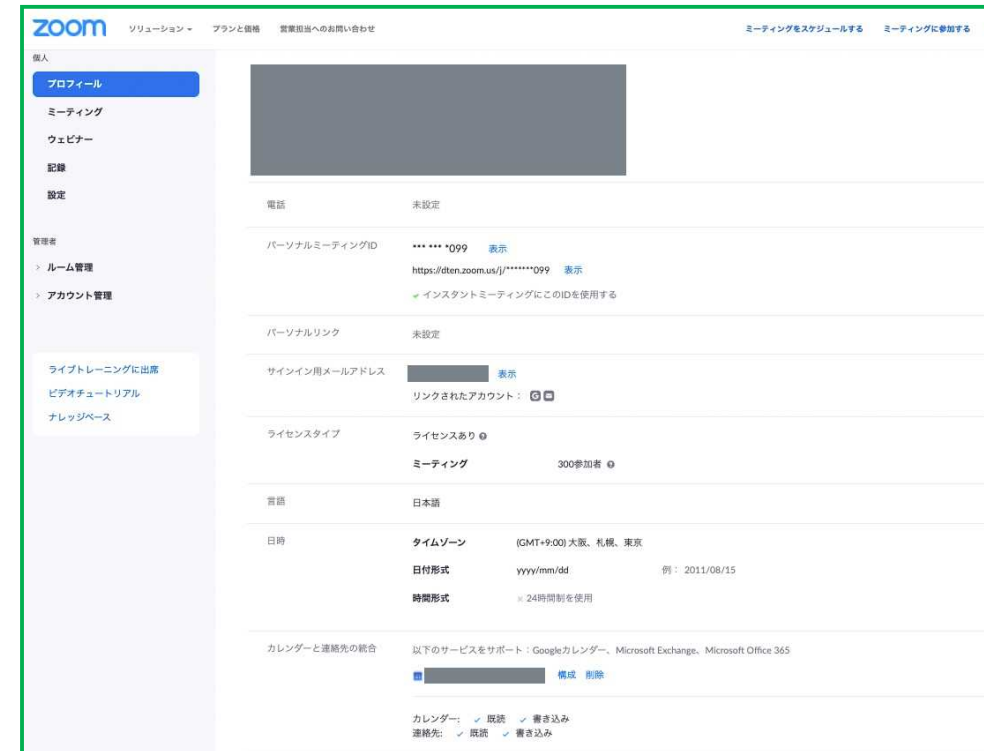 zoom ソリューション プランと価格 営業担当へのお問い合わせ ミーティングをスケジュールする ミーティングに参加する
個人
プロフィール
ミーティング
ウェビナー
記録
設定
管理者
ルーム管理
アカウント管理
ライブトレーニングに出席
ビデオチュートリアル
ナレッジベース
電話 未設定
パーソナルミーティングID *** *** *099 表示
https://dten.zoom.us/j/*******099 表示
インスタントミーティングにこのIDを使用する
パーソナルリンク 未設定
サインイン用メールアドレス 表示
リンクされたアカウント：
ライセンスタイプ ライセンスあり
ミーティング 300参加者
言語 日本語
日時 タイムゾーン (GMT+9:00) 大阪、札幌、東京
日付形式 yyyy/mm/dd 例： 2011/08/15
時間形式 × 24時間制を使用
カレンダーと連絡先の統合 以下のサービスをサポート：Googleカレンダー、Microsoft Exchange、Microsoft Office 365
構成 削除
カレンダー: 既読 書き込み
連絡先: 既読 書き込み